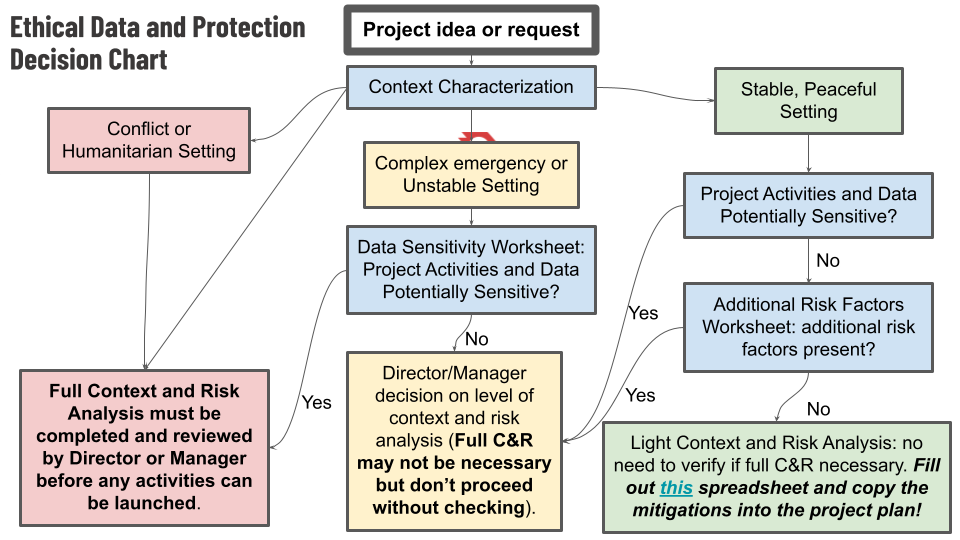 Ethical Data and Protection
Decision Chart
Project idea or request
Context Characterization
Stable, Peaceful
Setting
Conflict or
Humanitarian Setting
Complex emergency or
Unstable Setting
Project Activities and Data
Potentially Sensitive?
Data Sensitivity Worksheet:
Project Activities and Data
Potentially Sensitive?
No
Additional Risk Factors
Worksheet: additional risk
factors present?
Yes
No
Yes
Yes
No
Full Context and Risk
Analysis must be
completed and reviewed
by Director or Manager
before any activities can
be launched.
Director/Manager
decision on level of
context and risk
analysis (Full C&R
may not be necessary
but don't proceed
without checking).
Light Context and Risk Analysis: no
need to verify if full C&R necessary. Fill
out this spreadsheet and copy the
mitigations into the project plan!